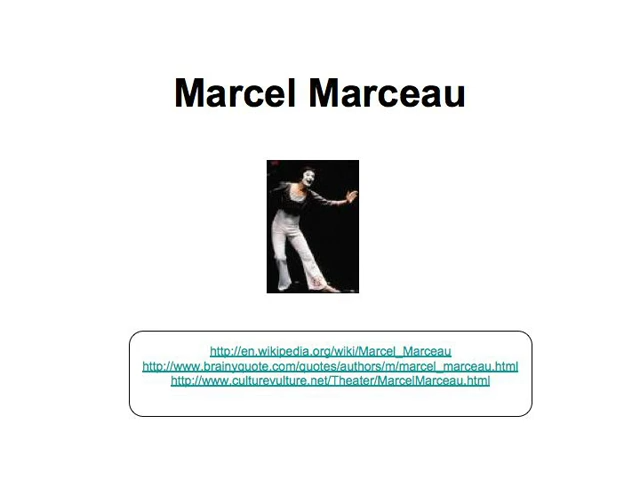 Marcel Marceau
http://en.wikipedia.org/wiki/Marcel_Marceau
http://www.brainyquote.com/quotes/authors/m/marcel_marceau.html
http://www.culturevulture.net/Theater/MarcelMarceau.html